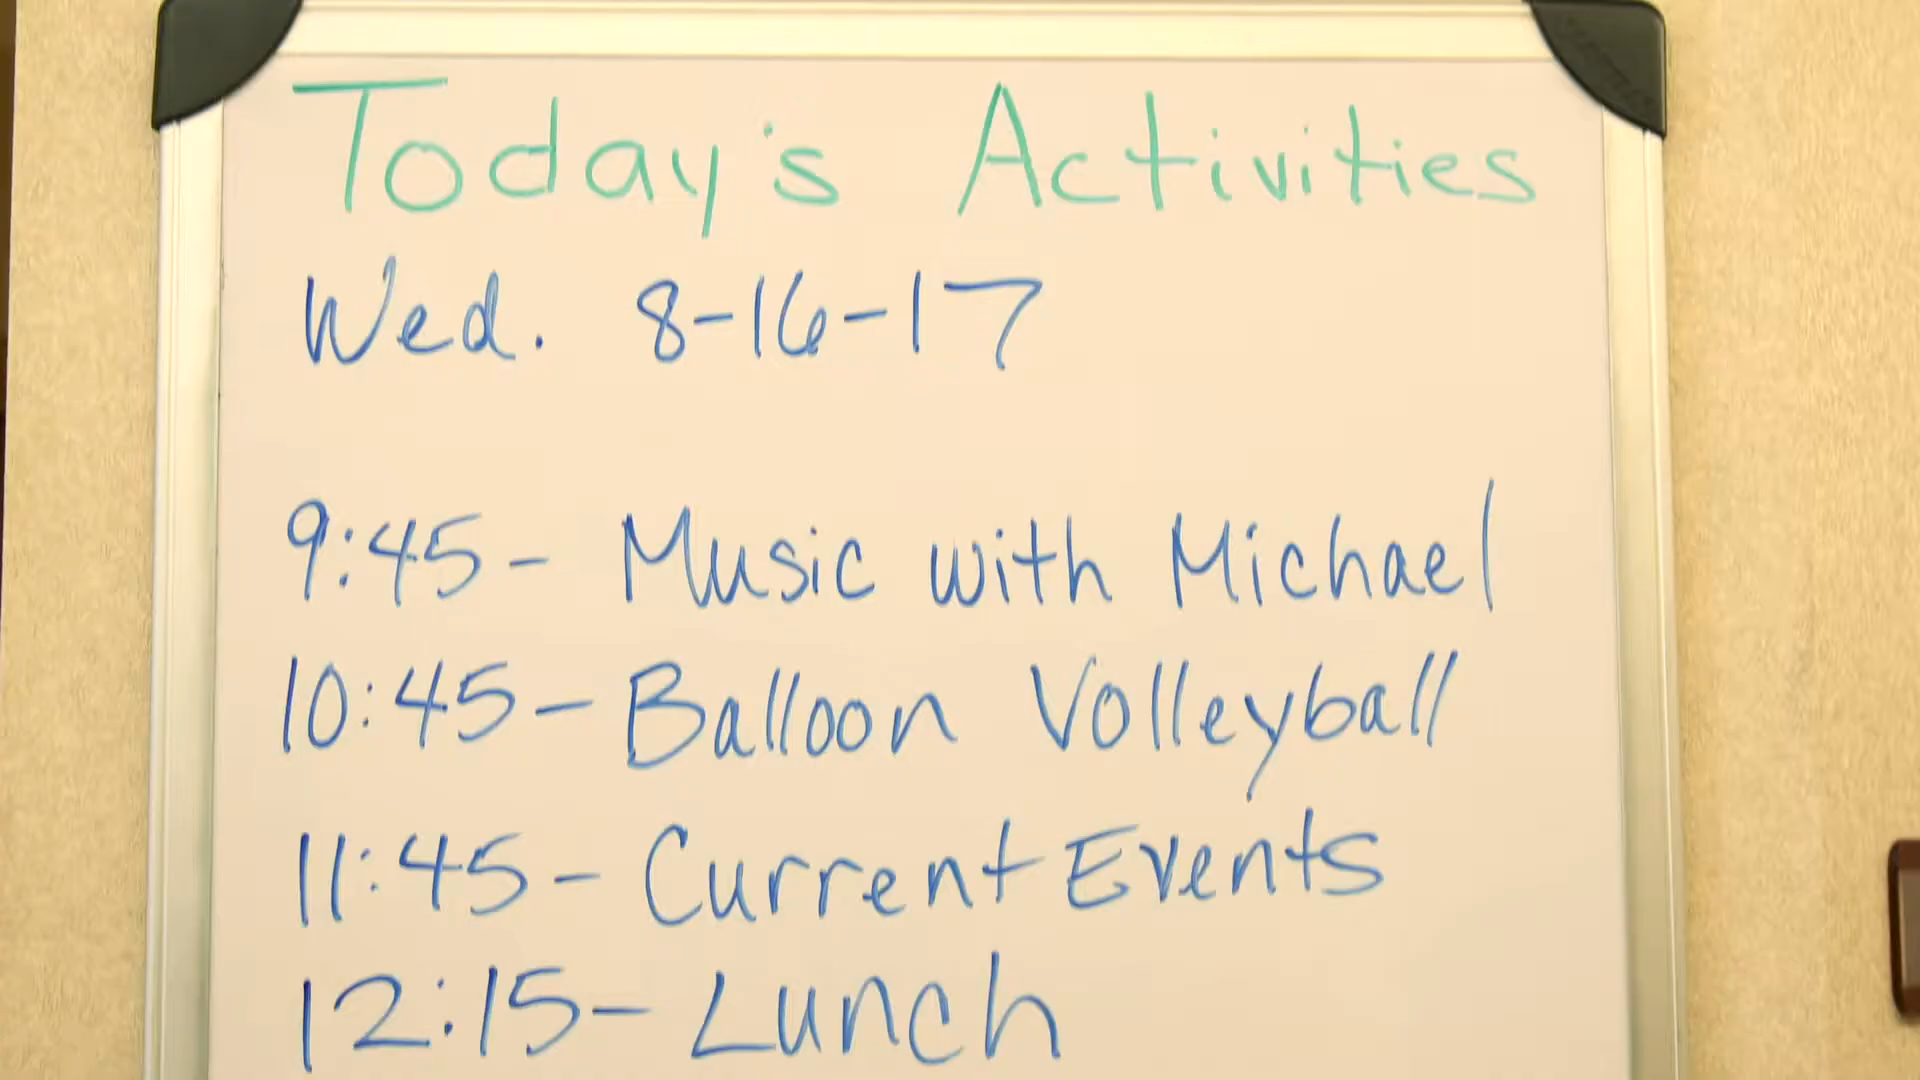 Today's Activities
Wed. 8-16-17
9:45- Music with Michael
10:45- Balloon Volleyball
11:45- Current Events
12:15- Lunch